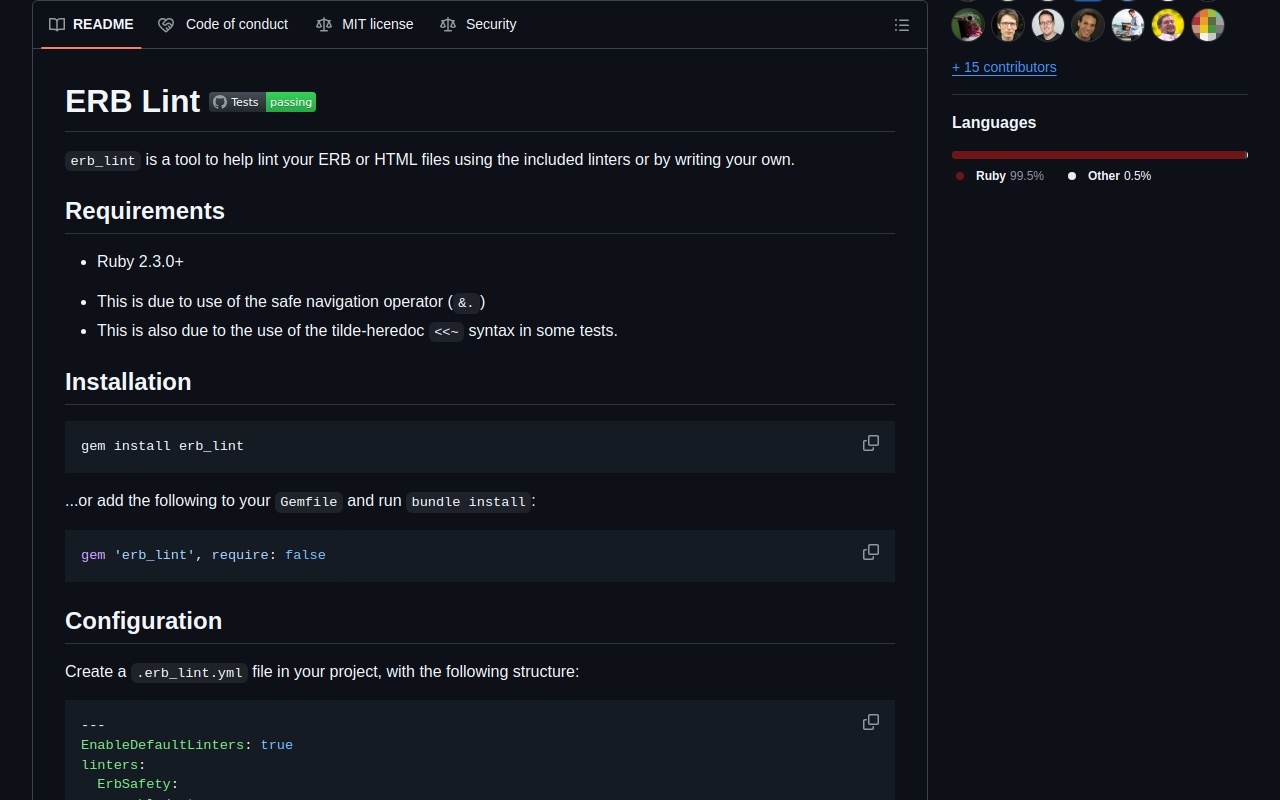 README
Code of conduct
MIT license
Security
ERB Lint Tests passing
erb_lint is a tool to help lint your ERB or HTML files using the included linters or by writing your own.
Requirements
Ruby 2.3.0+
This is due to use of the safe navigation operator ( &. )
This is also due to the use of the tilde-heredoc <<~ syntax in some tests.
Installation
gem install erb_lint
...or add the following to your Gemfile and run bundle install :
gem 'erb_lint', require: false
Configuration
Create a .erb_lint.yml file in your project, with the following structure:
---
EnableDefaultLinters: true
linters:
ErbSafety:
+ 15 contributors
Languages
Ruby 99.5% Other 0.5%